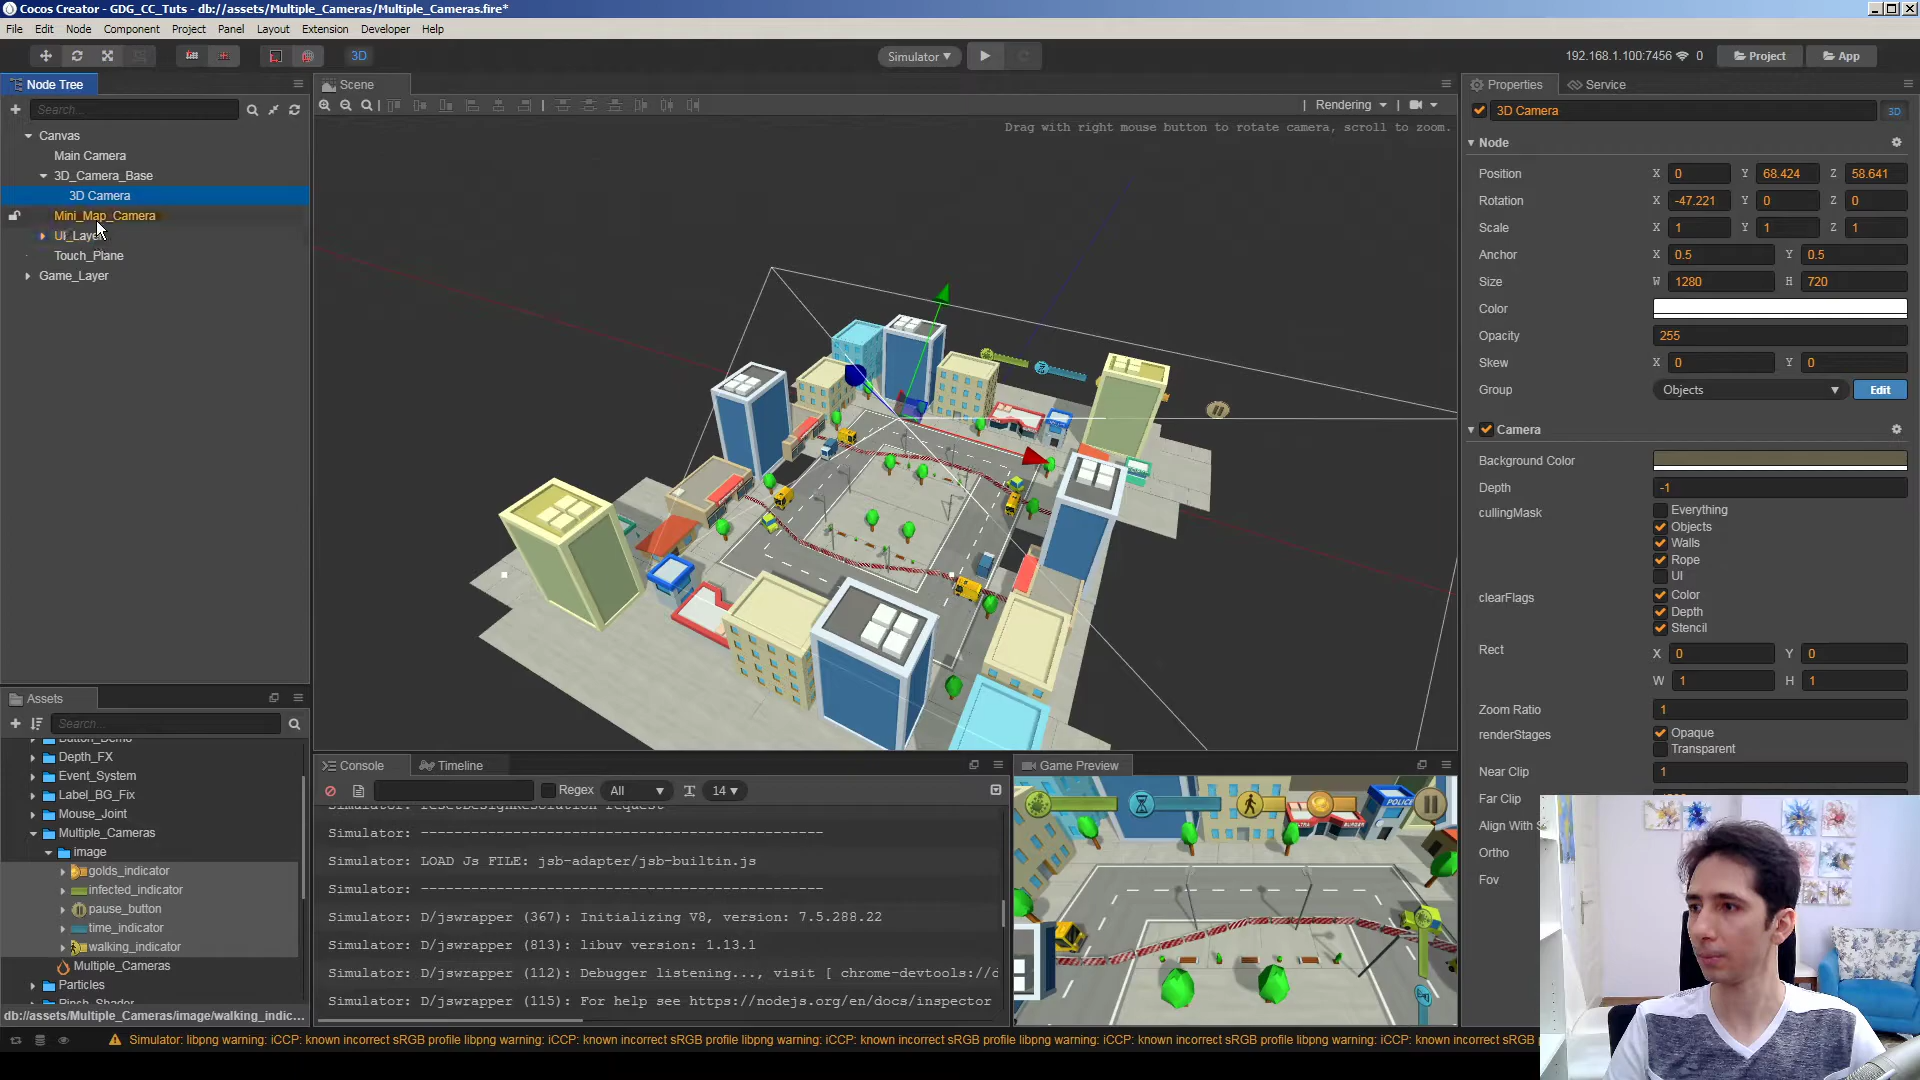 Cocos Creator - GDG_CC_Tuts - db://assets/Multiple_Cameras/Multiple_Cameras.fire*
File Edit Node Component Project Panel Layout Extension Developer Help
3D
Simulator
192.168.1.100:7456 0 Project App
Node Tree
Search...
Canvas
Main Camera
3D_Camera_Base
3D Camera
Mini_Map_Camera
UI_Layer
Touch_Plane
Game_Layer
Scene
Rendering
Drag with right mouse button to rotate camera, scroll to zoom.
Properties Service
3D Camera 3D
Node
Position X 0 Y 68.424 Z 58.641
Rotation X -47.221 Y 0 Z 0
Scale X 1 Y 1 Z 1
Anchor X 0.5 Y 0.5
Size W 1280 H 720
Color
Opacity 255
Skew X 0 Y 0
Group Objects Edit
Camera
Background Color
Depth -1
cullingMask Everything
Objects
Walls
Rope
UI
clearFlags Color
Depth
Stencil
Rect X 0 Y 0
W 1 H 1
Zoom Ratio 1
renderStages Opaque
Transparent
Near Clip 1
Far Clip
Align With S
Ortho
Fov
Assets
Search...
Button_Demo
Depth_FX
Event_System
Label_BG_Fix
Mouse_Joint
Multiple_Cameras
image
golds_indicator
infected_indicator
pause_button
time_indicator
walking_indicator
Multiple_Cameras
Particles
Pinch_Shader
db://assets/Multiple_Cameras/image/walking_indic...
Console Timeline
Regex All 14
Simulator: resetDesignResolution request
Simulator: ------------------------------------------------
Simulator: LOAD Js FILE: jsb-adapter/jsb-builtin.js
Simulator: ------------------------------------------------
Simulator: D/jswrapper (367): Initializing V8, version: 7.5.288.22
Simulator: D/jswrapper (813): libuv version: 1.13.1
Simulator: D/jswrapper (112): Debugger listening..., visit [ chrome-devtools://d
Simulator: D/jswrapper (115): For help see https://nodejs.org/en/docs/inspector
Game Preview
POLICE
BURGER
Simulator: libpng warning: iCCP: known incorrect sRGB profile libpng warning: iCCP: known incorrect sRGB profile libpng warning: iCCP: known incorrect sRGB profile libpng warning: iCCP: known incorrect sRGB profile libpng warning: iCCP: known incorrect sRGB